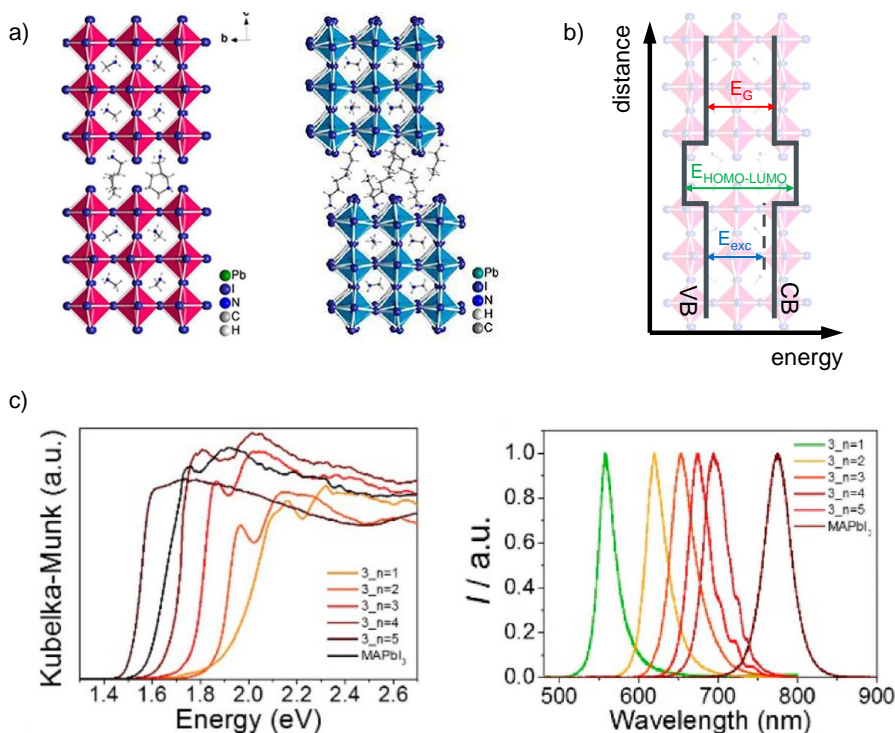 a)
c
b
Pb
I
N
C
H
Pb
I
N
H
C
b)
distance
E_G
E_HOMO-LUMO
E_exc
VB
CB
energy
c)
Kubelka-Munk (a.u.)
3_n=1
3_n=2
3_n=3
3_n=4
3_n=5
MAPbI₃
1.4 1.6 1.8 2.0 2.2 2.4 2.6
Energy (eV)
I / a.u.
1.0
0.8
0.6
0.4
0.2
0.0
3_n=1
3_n=2
3_n=3
3_n=4
3_n=5
MAPbI₃
500 600 700 800 900
Wavelength (nm)